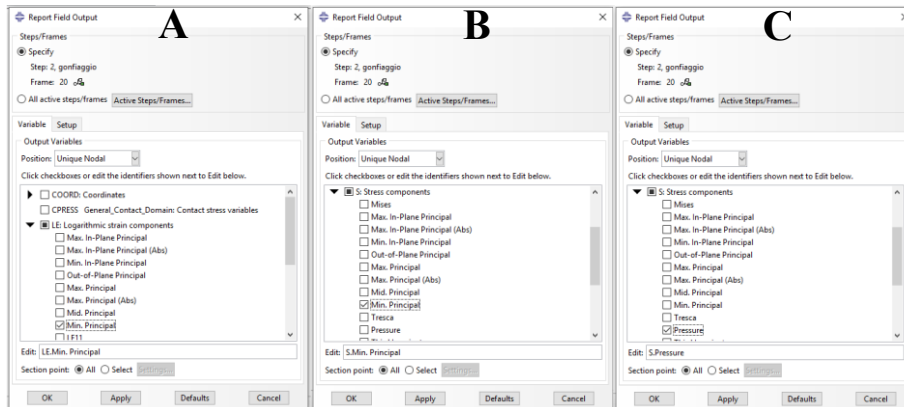 A
Report Field Output
Steps/Frames
Specify
Step: 2, gonfiaggio
Frame: 20
All active steps/frames Active Steps/Frames...
Variable Setup
Output Variables
Position: Unique Nodal
Click checkboxes or edit the identifiers shown next to Edit below.
COORD: Coordinates
CPRESS General_Contact_Domain: Contact stress variables
LE: Logarithmic strain components
Max. In-Plane Principal
Max. In-Plane Principal (Abs)
Min. In-Plane Principal
Out-of-Plane Principal
Max. Principal
Max. Principal (Abs)
Mid. Principal
Min. Principal
LE11
Edit: LE.Min. Principal
Section point: All Select Settings...
OK Apply Defaults Cancel
B
Report Field Output
Steps/Frames
Specify
Step: 2, gonfiaggio
Frame: 20
All active steps/frames Active Steps/Frames...
Variable Setup
Output Variables
Position: Unique Nodal
Click checkboxes or edit the identifiers shown next to Edit below.
S: Stress components
Mises
Max. In-Plane Principal
Max. In-Plane Principal (Abs)
Min. In-Plane Principal
Out-of-Plane Principal
Max. Principal
Max. Principal (Abs)
Mid. Principal
Min. Principal
Tresca
Pressure
Edit: S.Min. Principal
Section point: All Select Settings...
OK Apply Defaults Cancel
C
Report Field Output
Steps/Frames
Specify
Step: 2, gonfiaggio
Frame: 20
All active steps/frames Active Steps/Frames...
Variable Setup
Output Variables
Position: Unique Nodal
Click checkboxes or edit the identifiers shown next to Edit below.
S: Stress components
Mises
Max. In-Plane Principal
Max. In-Plane Principal (Abs)
Min. In-Plane Principal
Out-of-Plane Principal
Max. Principal
Max. Principal (Abs)
Mid. Principal
Min. Principal
Tresca
Pressure
Edit: S.Pressure
Section point: All Select Settings...
OK Apply Defaults Cancel